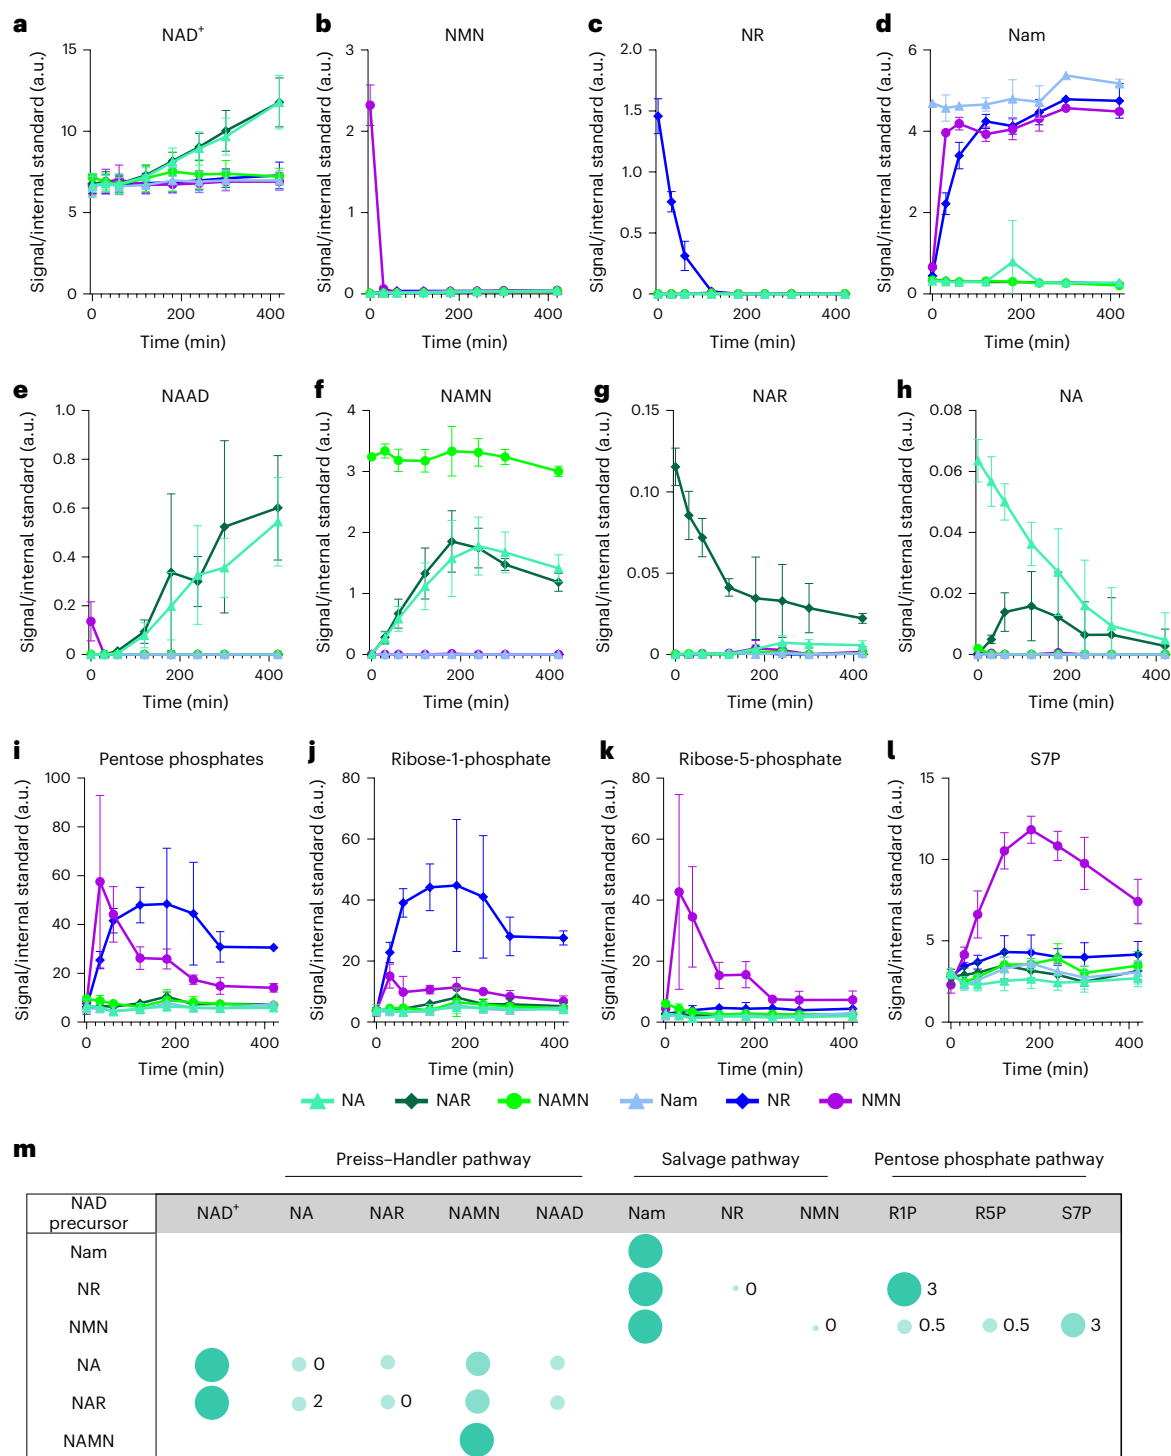 a NAD+
Signal/internal standard (a.u.)
15
10
5
0
0 200 400
Time (min)
b NMN
Signal/internal standard (a.u.)
3
2
1
0
0 200 400
Time (min)
c NR
Signal/internal standard (a.u.)
2.0
1.5
1.0
0.5
0
0 200 400
Time (min)
d Nam
Signal/internal standard (a.u.)
6
4
2
0
0 200 400
Time (min)
e NAAD
Signal/internal standard (a.u.)
1.0
0.8
0.6
0.4
0.2
0
0 200 400
Time (min)
f NAMN
Signal/internal standard (a.u.)
4
3
2
1
0
0 200 400
Time (min)
g NAR
Signal/internal standard (a.u.)
0.15
0.10
0.05
0
0 200 400
Time (min)
h NA
Signal/internal standard (a.u.)
0.08
0.06
0.04
0.02
0
0 200 400
Time (min)
i Pentose phosphates
Signal/internal standard (a.u.)
100
80
60
40
20
0
0 200 400
Time (min)
j Ribose-1-phosphate
Signal/internal standard (a.u.)
80
60
40
20
0
0 200 400
Time (min)
k Ribose-5-phosphate
Signal/internal standard (a.u.)
80
60
40
20
0
0 200 400
Time (min)
l S7P
Signal/internal standard (a.u.)
15
10
5
0
0 200 400
Time (min)
NA NAR NAMN Nam NR NMN
m
Preiss–Handler pathway Salvage pathway Pentose phosphate pathway
NAD precursor NAD+ NA NAR NAMN NAAD Nam NR NMN R1P R5P S7P
Nam
NR 0 3
NMN 0 0.5 0.5 3
NA 0
NAR 2 0
NAMN